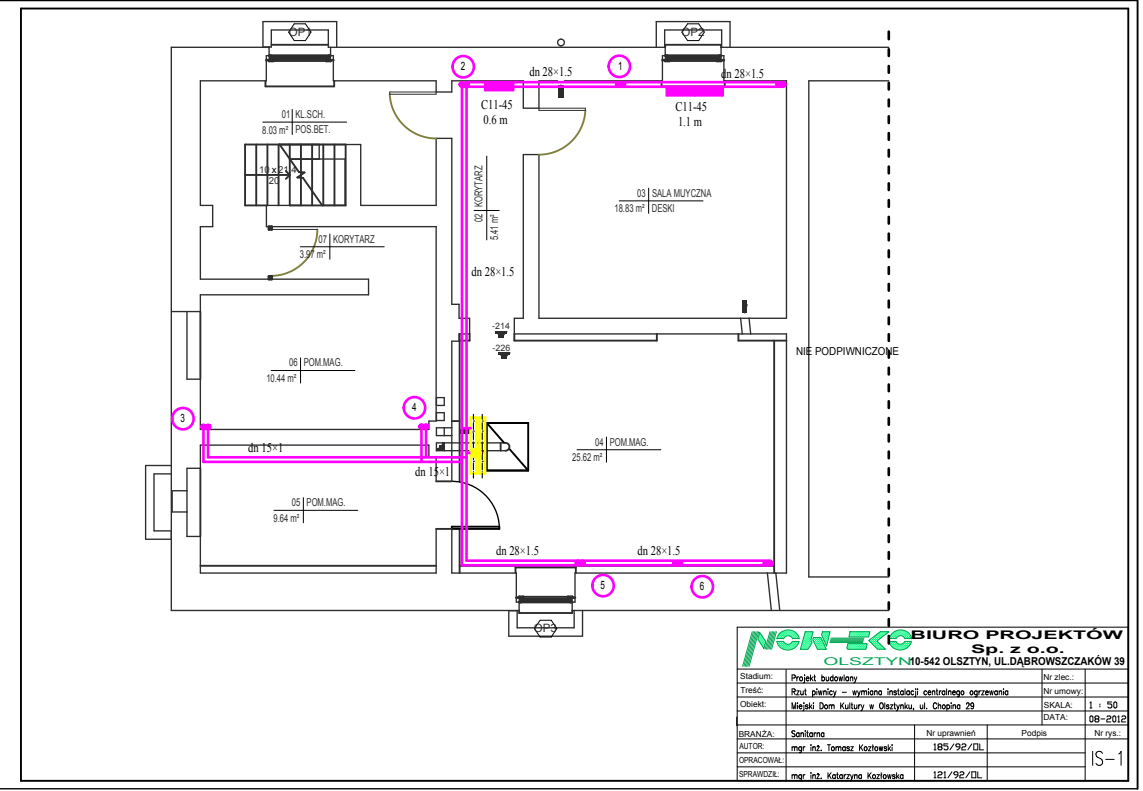 OP1
OP2
2
dn 28×1.5
1
dn 28×1.5
C11-45
0.6 m
C11-45
1.1 m
01 KL.SCH.
8.03 m² POS.BET.
20
02 KORYTARZ
5.41 m²
03 SALA MUYCZNA
18.83 m² DESKI
07 KORYTARZ
3.97 m²
dn 28×1.5
-214
-226
NIE PODPIWNICZONE
06 POM.MAG.
10.44 m²
3
4
04 POM.MAG.
25.62 m²
dn 15×1
dn 15×1
05 POM.MAG.
9.64 m²
dn 28×1.5
dn 28×1.5
5
6
OP3
NOW-EKO BIURO PROJEKTÓW
Sp. z o.o.
OLSZTYN 10-542 OLSZTYN, UL.DĄBROWSZCZAKÓW 39
Stadium: Projekt budowlany Nr zlec.:
Treść: Rzut piwnicy – wymiana instalacji centralnego ogrzewania Nr umowy:
Obiekt: Miejski Dom Kultury w Olsztynku, ul. Chopina 29 SKALA: 1 : 50
DATA: 08-2012
BRANŻA: Sanitarna Nr uprawnień Podpis Nr rys.:
AUTOR: mgr inż. Tomasz Kozłowski 185/92/OL
OPRACOWAŁ:
IS-1
SPRAWDZIŁ: mgr inż. Katarzyna Kozłowska 121/92/OL